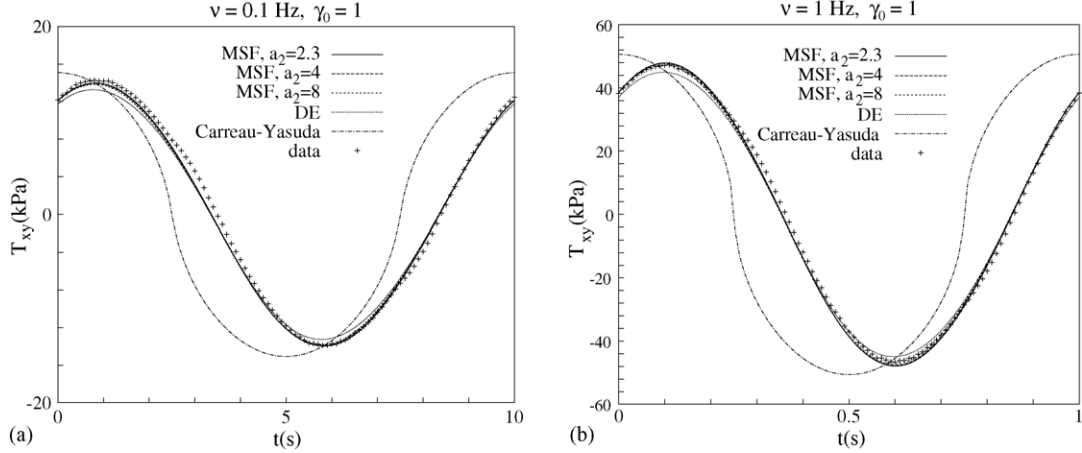 ν = 0.1 Hz, γ0 = 1
20
MSF, a2=2.3
MSF, a2=4
MSF, a2=8
DE
Carreau-Yasuda
data
Txy(kPa)
0
-20
0
5
10
(a)
t(s)
ν = 1 Hz, γ0 = 1
60
MSF, a2=2.3
MSF, a2=4
MSF, a2=8
DE
Carreau-Yasuda
data
40
20
Txy(kPa)
0
-20
-40
-60
0
0.5
1
(b)
t(s)